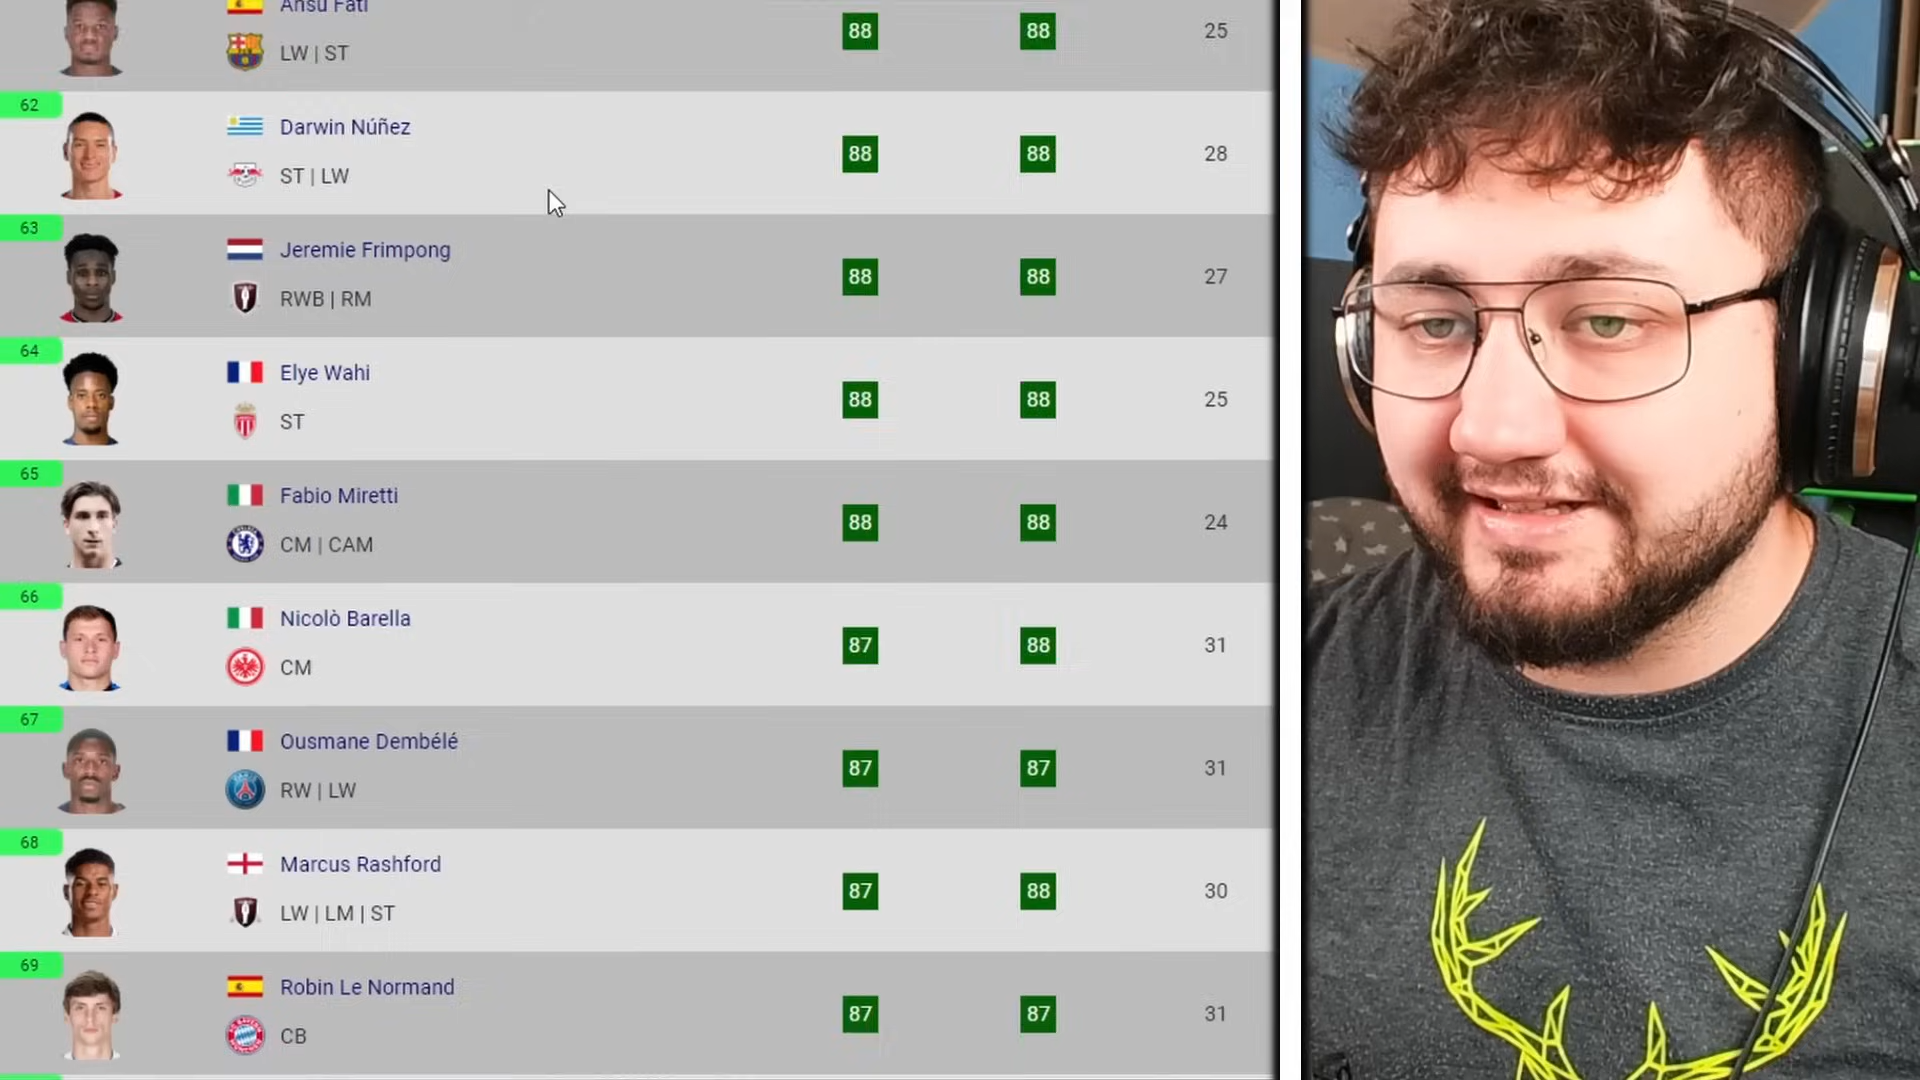 Ansu Fati
LW | ST
88
88
25
62
Darwin Núñez
ST | LW
88
88
28
63
Jeremie Frimpong
RWB | RM
88
88
27
64
Elye Wahi
ST
88
88
25
65
Fabio Miretti
CM | CAM
88
88
24
66
Nicolò Barella
CM
87
88
31
67
Ousmane Dembélé
RW | LW
87
87
31
68
Marcus Rashford
LW | LM | ST
87
88
30
69
Robin Le Normand
CB
87
87
31